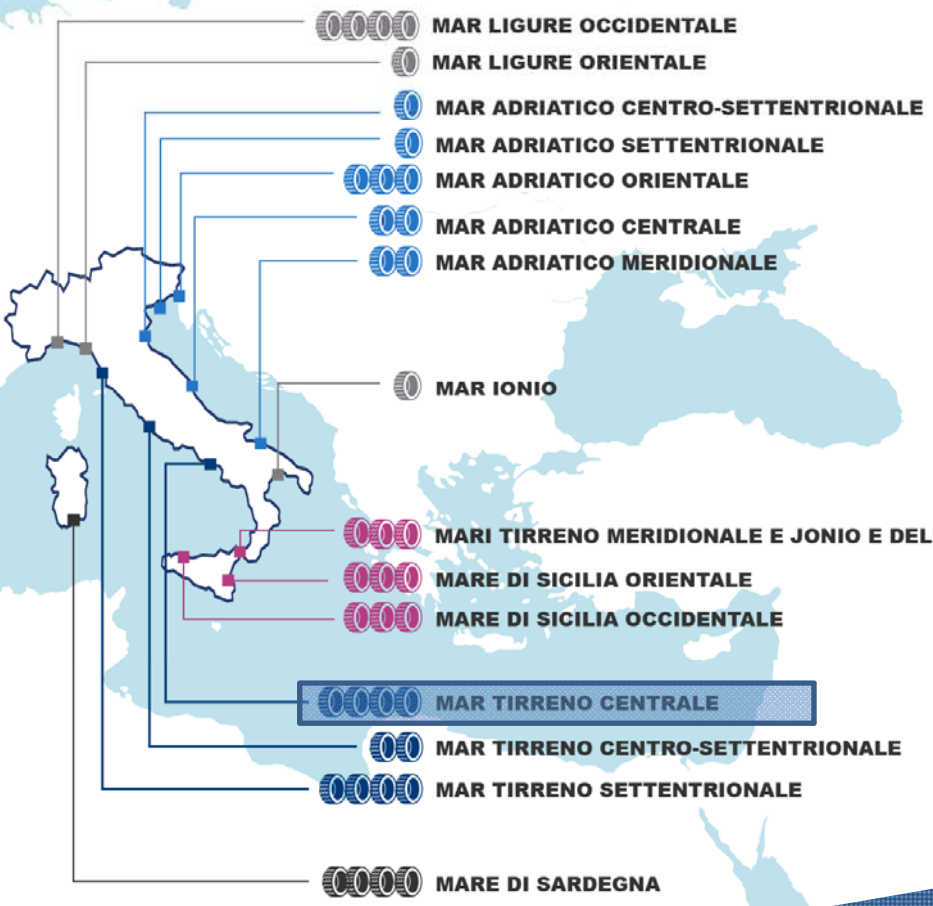 MAR LIGURE OCCIDENTALE
MAR LIGURE ORIENTALE
MAR ADRIATICO CENTRO-SETTENTRIONALE
MAR ADRIATICO SETTENTRIONALE
MAR ADRIATICO ORIENTALE
MAR ADRIATICO CENTRALE
MAR ADRIATICO MERIDIONALE
MAR IONIO
MARI TIRRENO MERIDIONALE E JONIO E DEL
MARE DI SICILIA ORIENTALE
MARE DI SICILIA OCCIDENTALE
MAR TIRRENO CENTRALE
MAR TIRRENO CENTRO-SETTENTRIONALE
MAR TIRRENO SETTENTRIONALE
MARE DI SARDEGNA